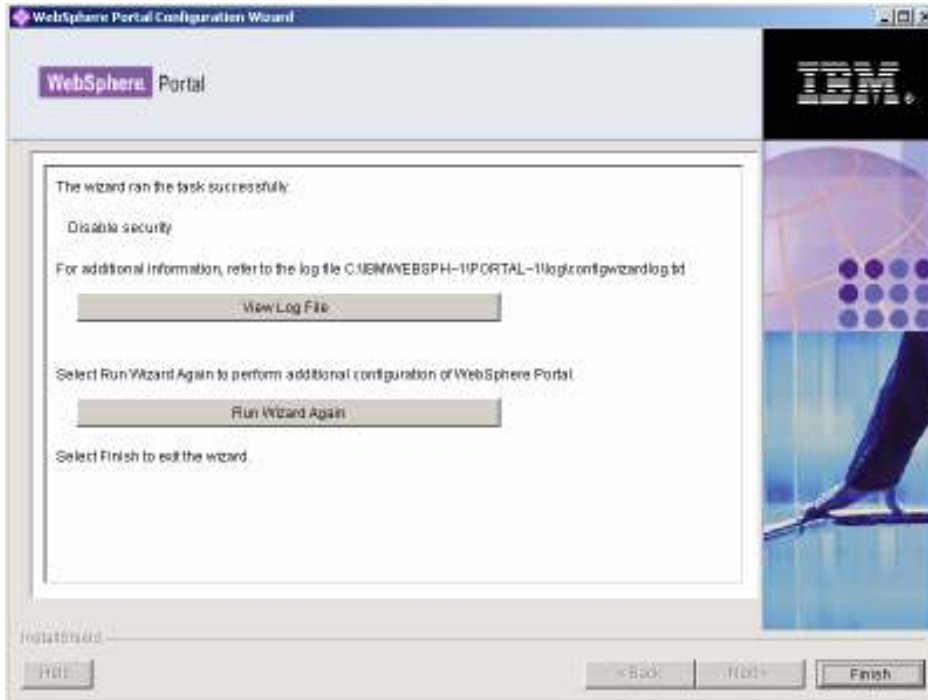 WebSphere Portal Configuration Wizard
WebSphere Portal
IBM
The wizard ran the task successfully:
Disable security
For additional information, refer to the log file C:\IBM\WEBSPH~1\PORTAL~1\log\configwizardlog.txt
View Log File
Select Run Wizard Again to perform additional configuration of WebSphere Portal.
Run Wizard Again
Select Finish to exit the wizard.
InstallShield
Help
< Back
Next >
Finish